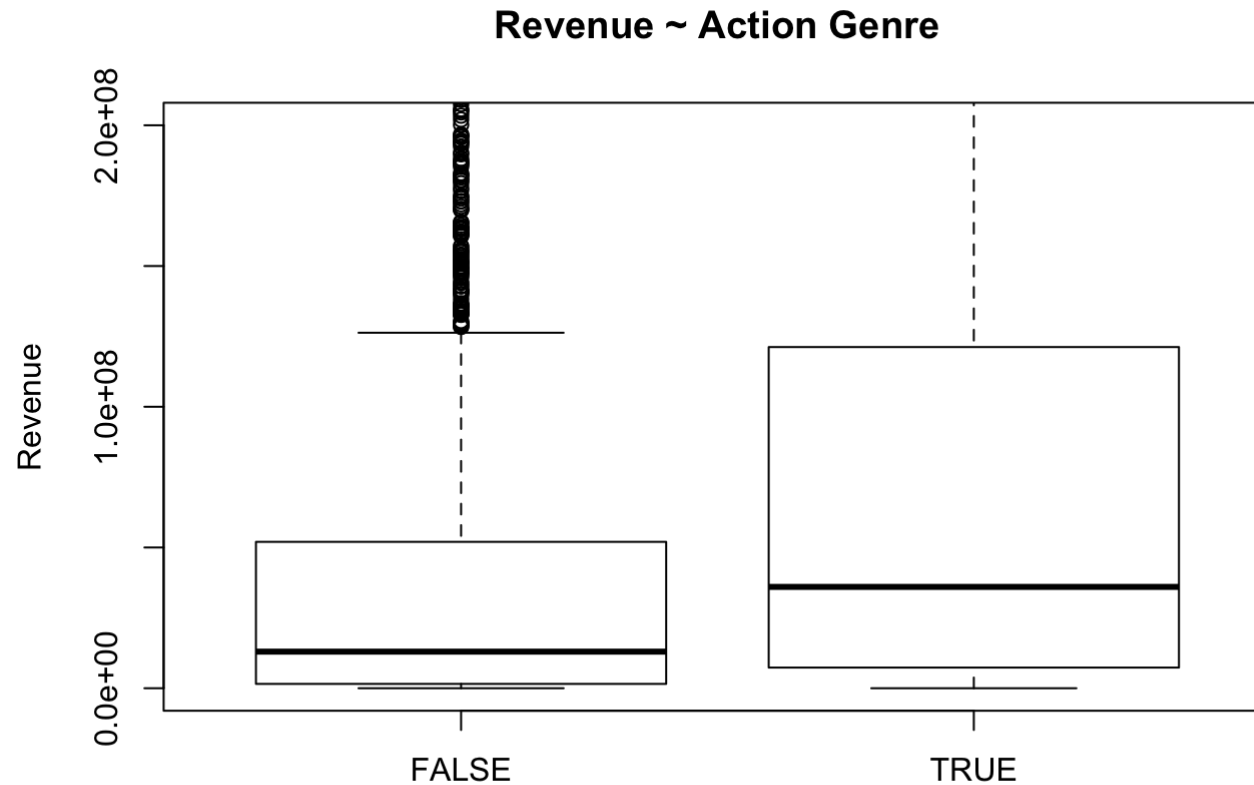 Revenue ~ Action Genre
Revenue
2.0e+08
1.0e+08
0.0e+00
FALSE
TRUE